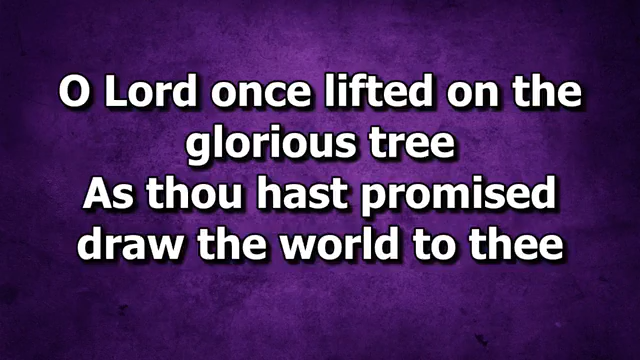 O Lord once lifted on the
glorious tree
As thou hast promised
draw the world to thee